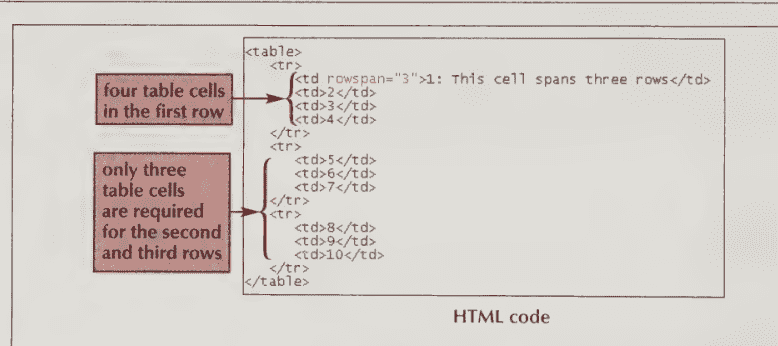 <table>
<tr>
<td rowspan="3">1: This cell spans three rows</td>
four table cells
in the first row
<td>2</td>
<td>3</td>
<td>4</td>
</tr>
<tr>
only three
table cells
are required
for the second
and third rows
<td>5</td>
<td>6</td>
<td>7</td>
</tr>
<tr>
<td>8</td>
<td>9</td>
<td>10</td>
</tr>
</table>
HTML code